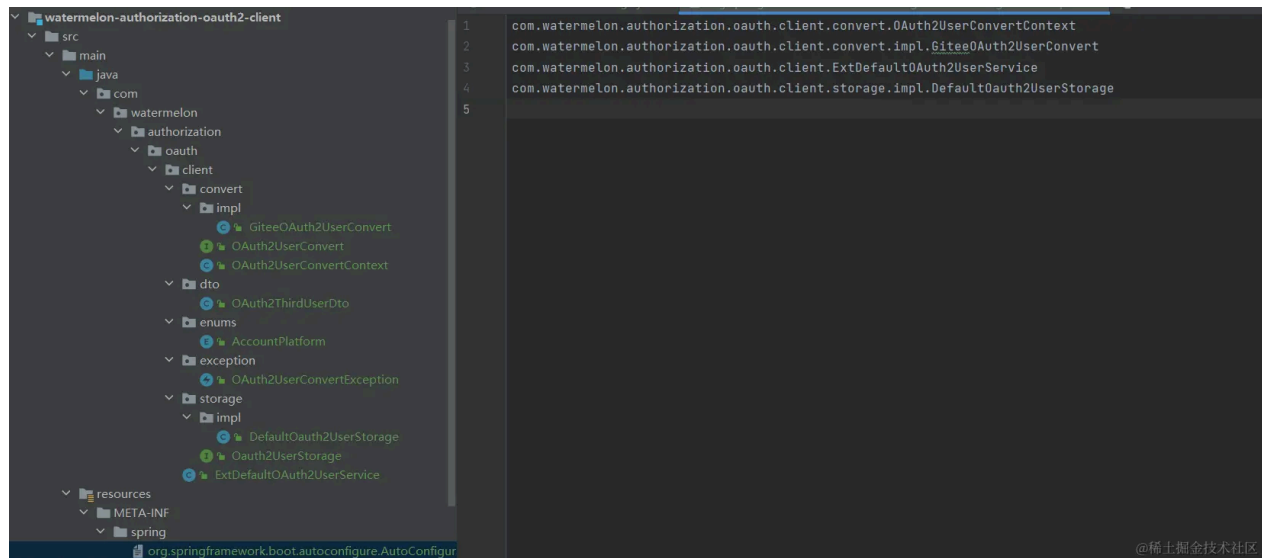 watermelon-authorization-oauth2-client
src
main
java
com
watermelon
authorization
oauth
client
convert
impl
GiteeOAuth2UserConvert
OAuth2UserConvert
OAuth2UserConvertContext
dto
OAuth2ThirdUserDto
enums
AccountPlatform
exception
OAuth2UserConvertException
storage
impl
DefaultOauth2UserStorage
Oauth2UserStorage
ExtDefaultOAuth2UserService
resources
META-INF
spring
org.springframework.boot.autoconfigure.AutoConfigur
1 com.watermelon.authorization.oauth.client.convert.OAuth2UserConvertContext
2 com.watermelon.authorization.oauth.client.convert.impl.GiteeOAuth2UserConvert
3 com.watermelon.authorization.oauth.client.ExtDefaultOAuth2UserService
4 com.watermelon.authorization.oauth.client.storage.impl.DefaultOauth2UserStorage
5
@稀土掘金技术社区